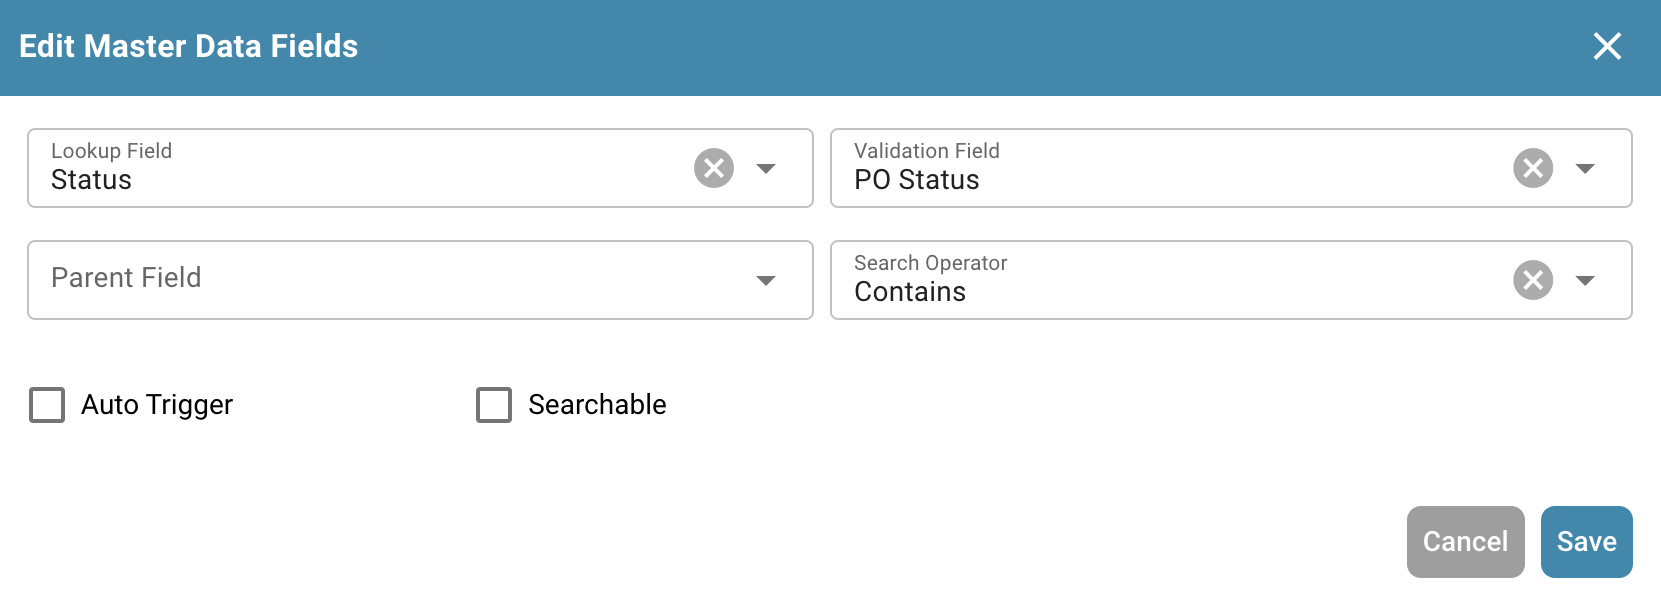 Edit Master Data Fields
Lookup Field
Status
Validation Field
PO Status
Parent Field
Search Operator
Contains
Auto Trigger
Searchable
Cancel
Save